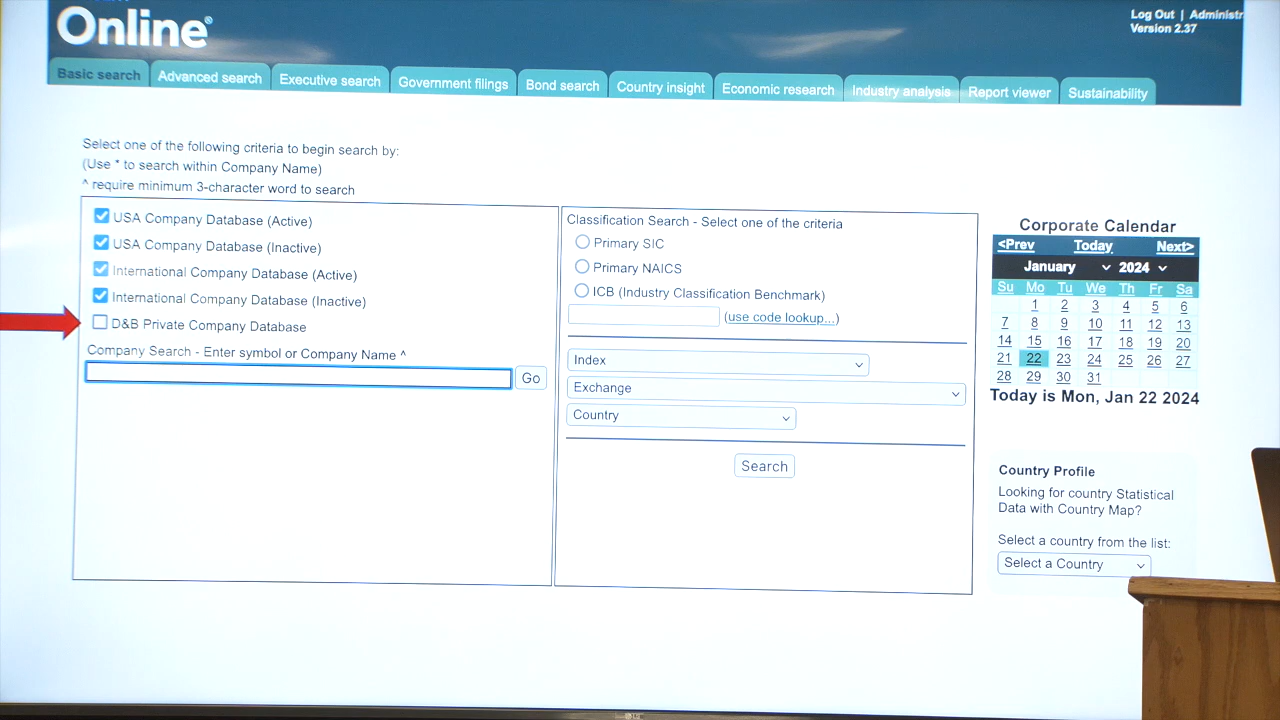 Online®
Log Out | Administr
Version 2.37
Basic search Advanced search Executive search Government filings Bond search Country insight Economic research Industry analysis Report viewer Sustainability
Select one of the following criteria to begin search by:
(Use * to search within Company Name)
^ require minimum 3-character word to search
USA Company Database (Active)
USA Company Database (Inactive)
International Company Database (Active)
International Company Database (Inactive)
D&B Private Company Database
Company Search - Enter symbol or Company Name ^
Go
Classification Search - Select one of the criteria
Primary SIC
Primary NAICS
ICB (Industry Classification Benchmark)
(use code lookup...)
Index
Exchange
Country
Search
Corporate Calendar
<Prev Today Next>
January 2024
Su Mo Tu We Th Fr Sa
1 2 3 4 5 6
7 8 9 10 11 12 13
14 15 16 17 18 19 20
21 22 23 24 25 26 27
28 29 30 31
Today is Mon, Jan 22 2024
Country Profile
Looking for country Statistical
Data with Country Map?
Select a country from the list:
Select a Country